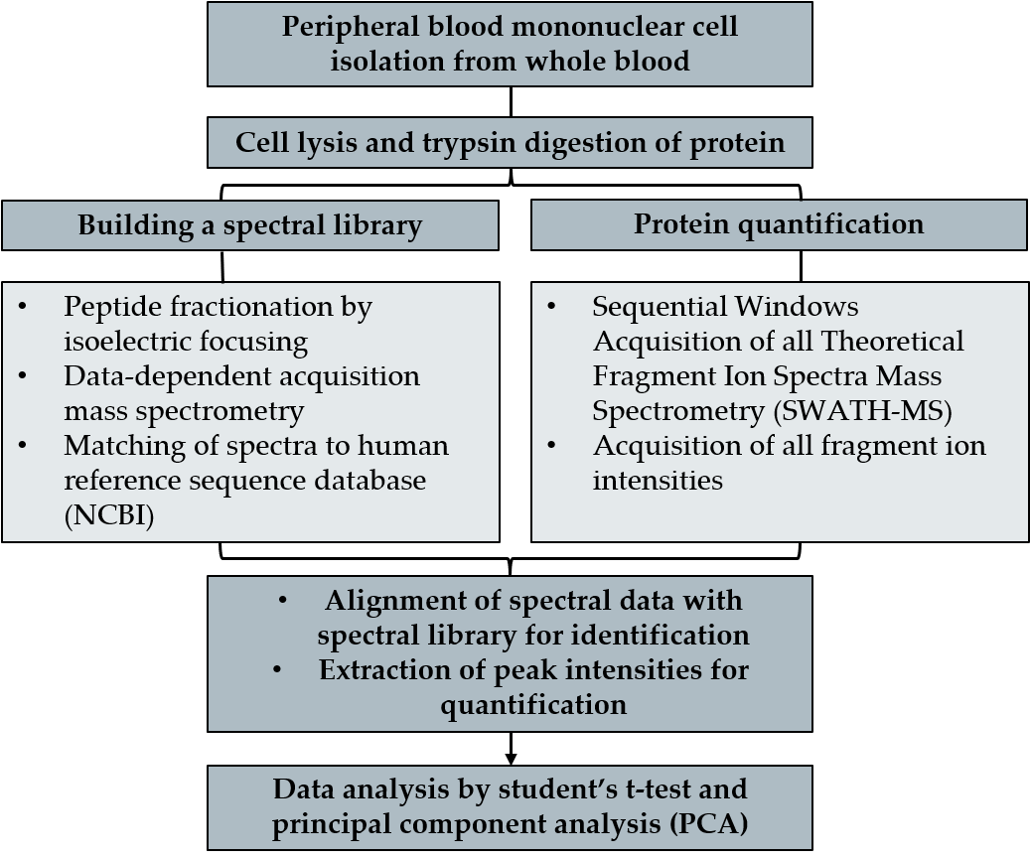 Peripheral blood mononuclear cell
isolation from whole blood
Cell lysis and trypsin digestion of protein
Building a spectral library
• Peptide fractionation by
isoelectric focusing
• Data-dependent acquisition
mass spectrometry
• Matching of spectra to human
reference sequence database
(NCBI)
Protein quantification
• Sequential Windows
Acquisition of all Theoretical
Fragment Ion Spectra Mass
Spectrometry (SWATH-MS)
• Acquisition of all fragment ion
intensities
• Alignment of spectral data with
spectral library for identification
• Extraction of peak intensities for
quantification
Data analysis by student’s t-test and
principal component analysis (PCA)